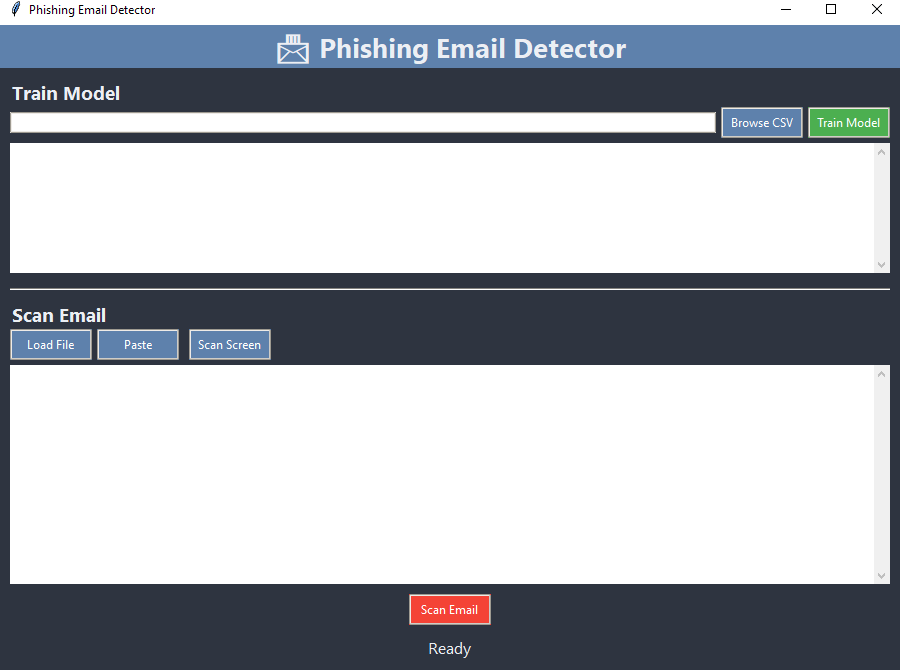 Phishing Email Detector
Phishing Email Detector
Train Model
Browse CSV
Train Model
Scan Email
Load File
Paste
Scan Screen
Scan Email
Ready